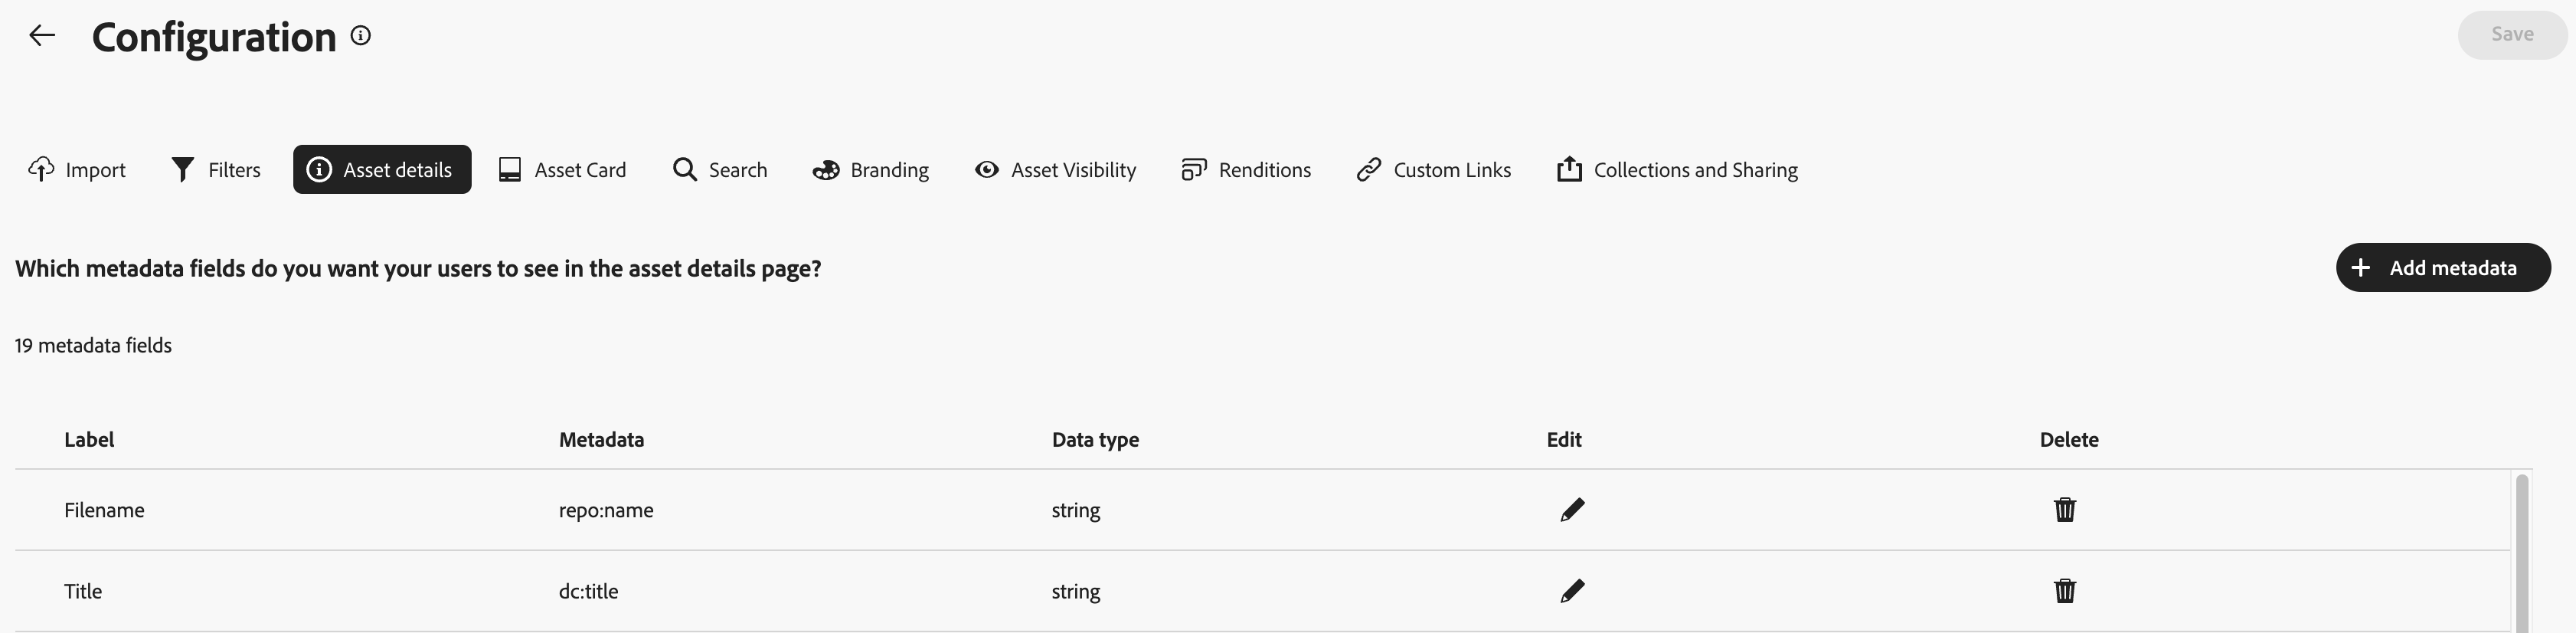 Configuration
Save
Import Filters Asset details Asset Card Search Branding Asset Visibility Renditions Custom Links Collections and Sharing
Which metadata fields do you want your users to see in the asset details page?
Add metadata
19 metadata fields
Label Metadata Data type Edit Delete
Filename repo:name string
Title dc:title string